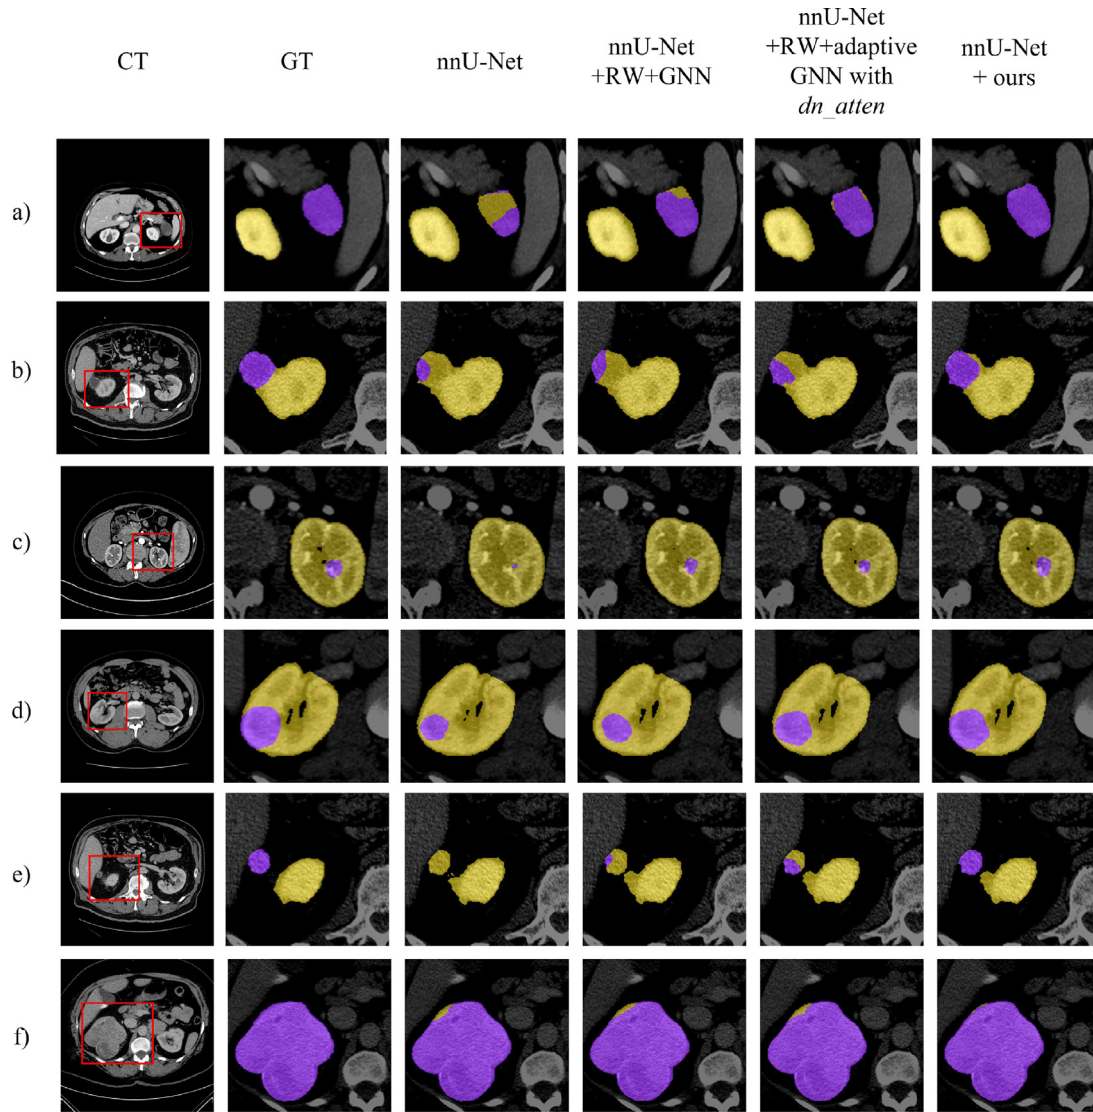 CT
GT
nnU-Net
nnU-Net
+RW+GNN
nnU-Net
+RW+adaptive
GNN with
dn_atten
nnU-Net
+ ours
a)
b)
c)
d)
e)
f)